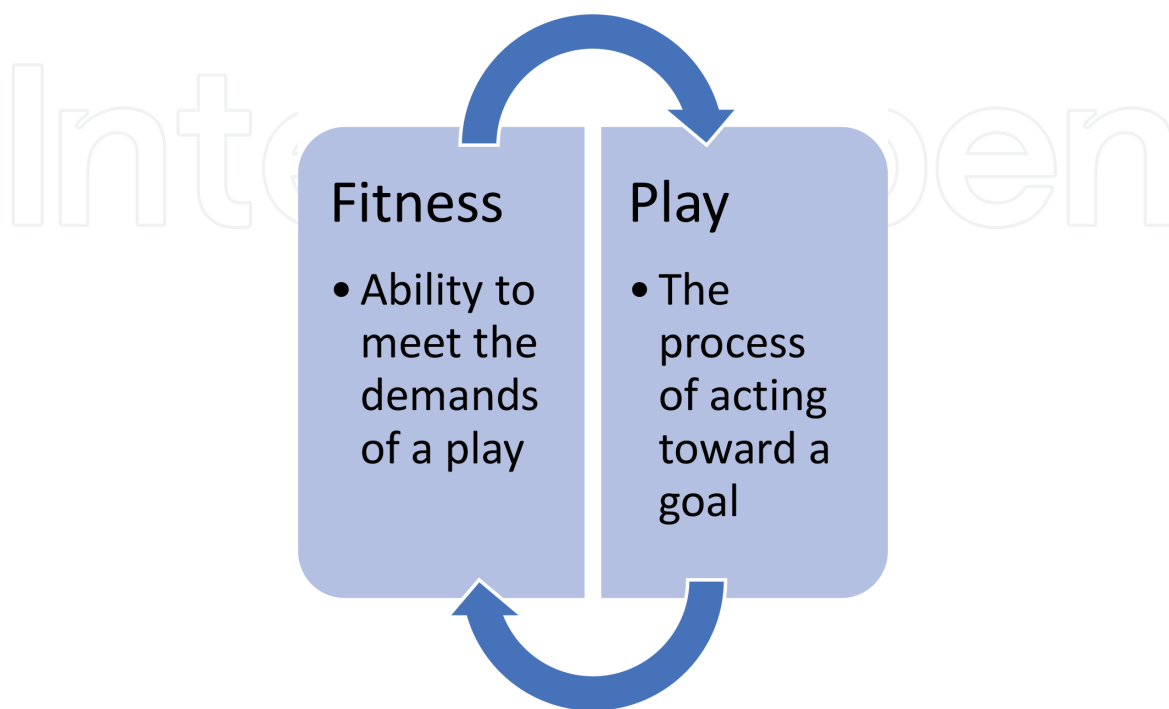 Fitness
• Ability to
meet the
demands
of a play
Play
• The
process
of acting
toward a
goal